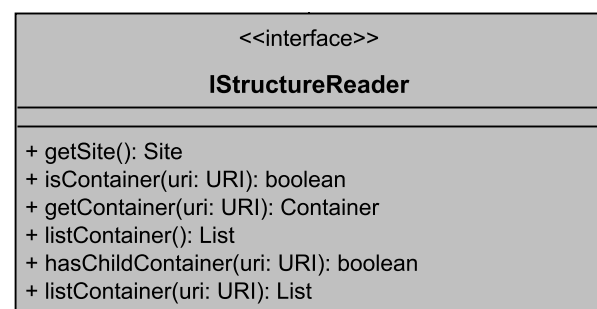 <<interface>>
IStructureReader
+ getSite(): Site
+ isContainer(uri: URI): boolean
+ getContainer(uri: URI): Container
+ listContainer(): List
+ hasChildContainer(uri: URI): boolean
+ listContainer(uri: URI): List